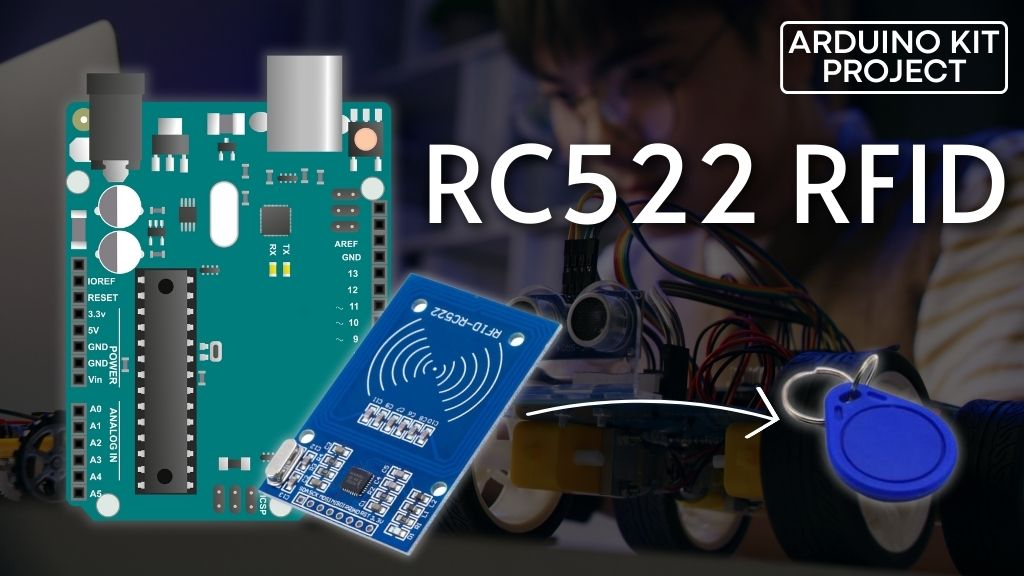 ARDUINO KIT
PROJECT
RC522 RFID
RX
TX
AREF
GND
13
12
~ 11
~ 10
~ 9
IOREF
RESET
3.3v
5V
GND
GND
Vin
POWER
A0
A1
A2
A3
A4
A5
ANALOG IN
ICSP
RFID-RC522